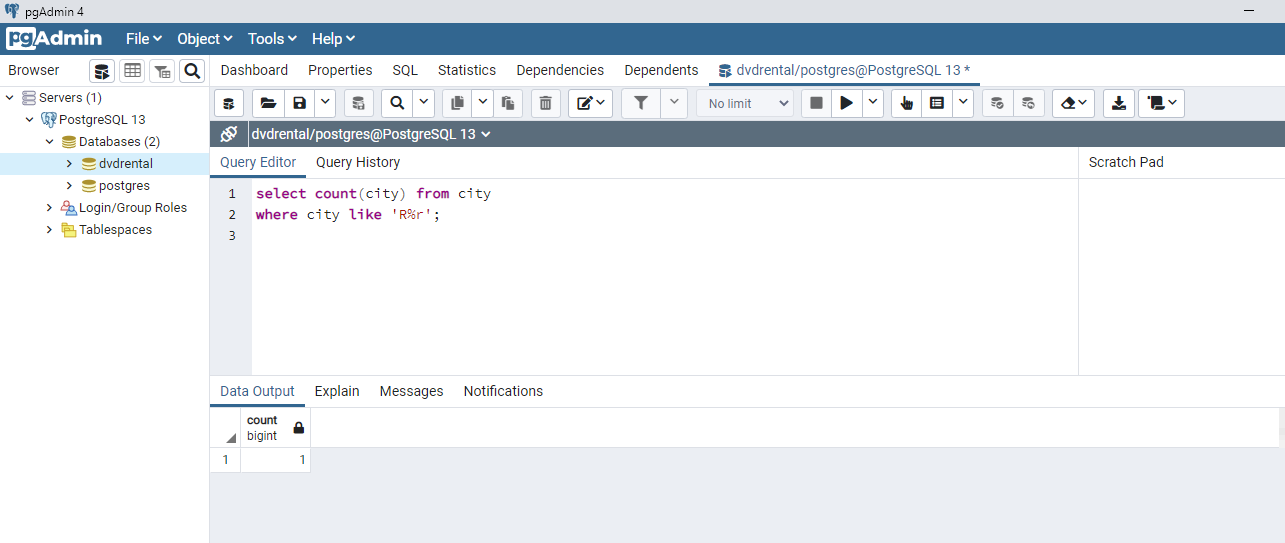 pgAdmin 4
pgAdmin File Object Tools Help
Browser Dashboard Properties SQL Statistics Dependencies Dependents dvdrental/postgres@PostgreSQL 13 *
Servers (1)
PostgreSQL 13
Databases (2)
dvdrental
postgres
Login/Group Roles
Tablespaces
No limit
dvdrental/postgres@PostgreSQL 13
Query Editor Query History Scratch Pad
1 select count(city) from city
2 where city like 'R%r';
3
Data Output Explain Messages Notifications
count
bigint
1 1